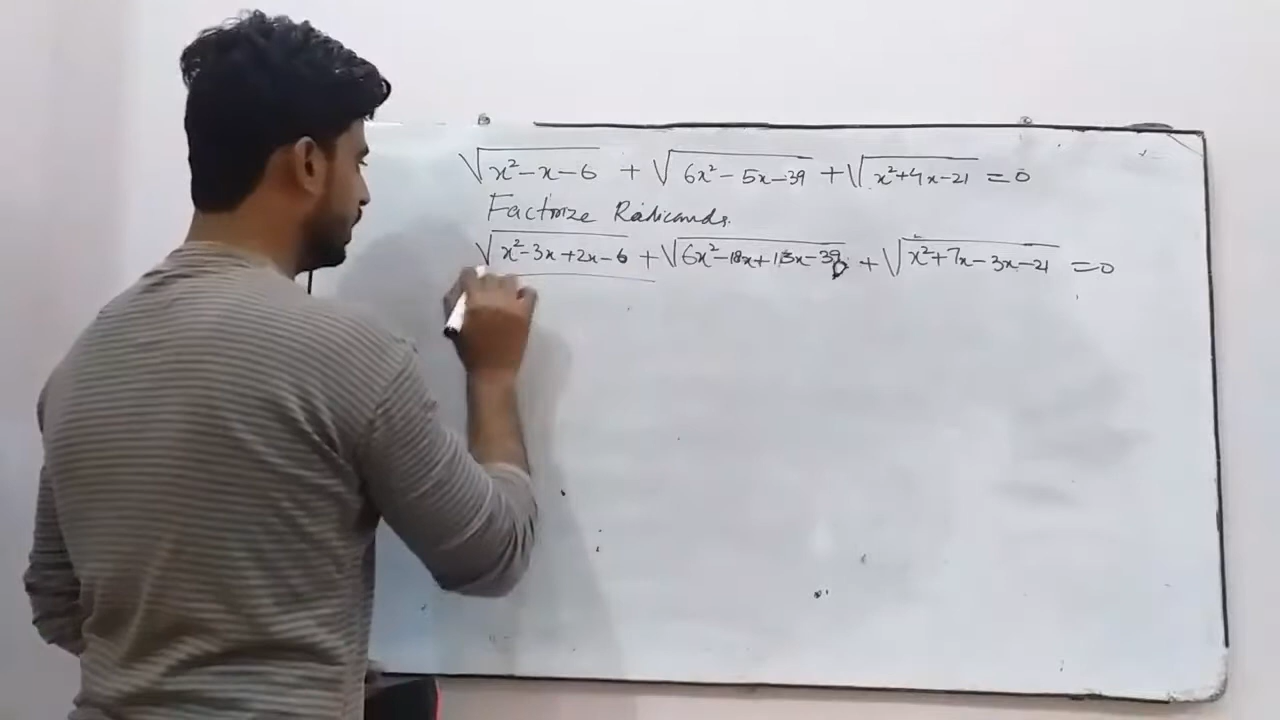 √x² - x - 6 + √6x² - 5x - 39 + √x² + 4x - 21 = 0
Factorize Radicands.
√x² - 3x + 2x - 6 + √6x² - 18x + 13x - 39 + √x² + 7x - 3x - 21 = 0